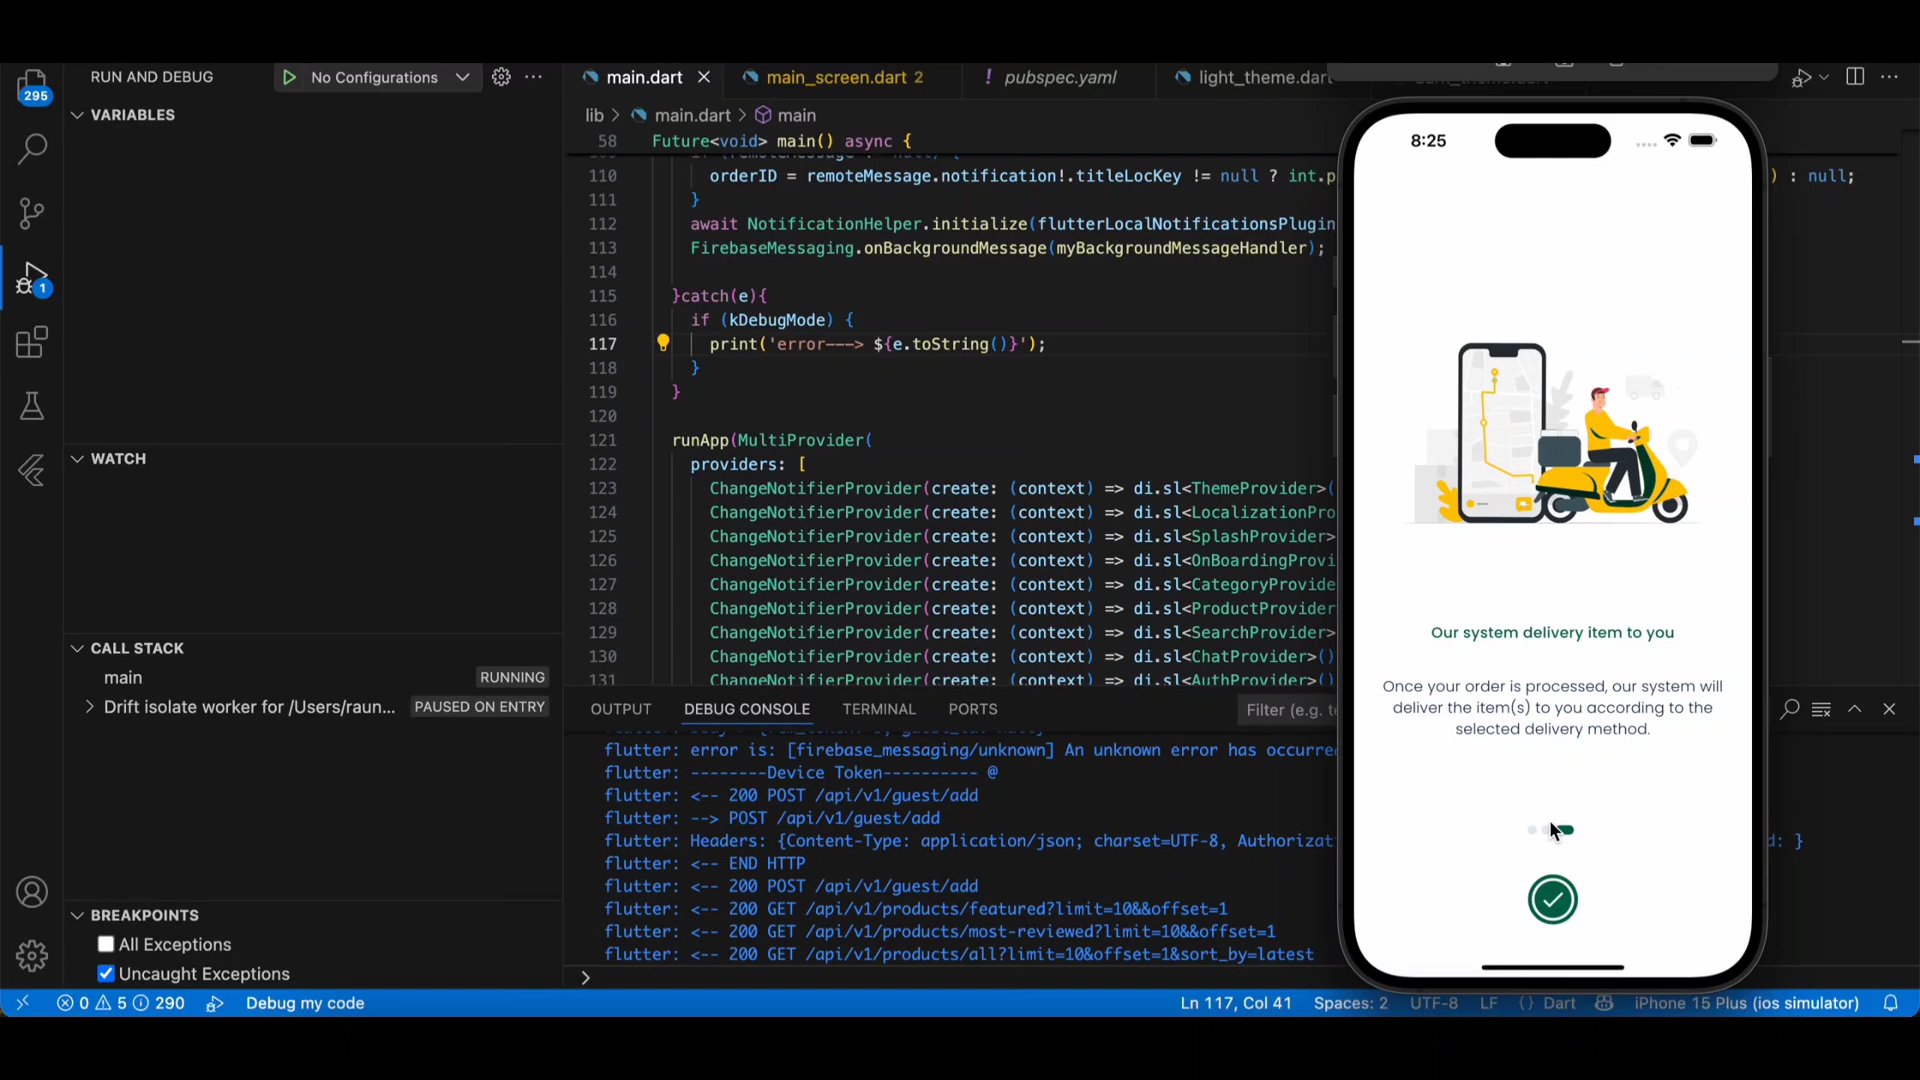 RUN AND DEBUG
No Configurations
295
1
VARIABLES
WATCH
CALL STACK
main
RUNNING
Drift isolate worker for /Users/raun...
PAUSED ON ENTRY
BREAKPOINTS
All Exceptions
Uncaught Exceptions
main.dart
main_screen.dart 2
! pubspec.yaml
light_theme.dart
lib > main.dart > main
58 Future<void> main() async {
110 orderID = remoteMessage.notification!.titleLocKey != null ? int.p
) : null;
111 }
112 await NotificationHelper.initialize(flutterLocalNotificationsPlugin
113 FirebaseMessaging.onBackgroundMessage(myBackgroundMessageHandler);
114
115 }catch(e){
116 if (kDebugMode) {
117 print('error---> ${e.toString()}');
118 }
119 }
120
121 runApp(MultiProvider(
122 providers: [
123 ChangeNotifierProvider(create: (context) => di.sl<ThemeProvider>(
124 ChangeNotifierProvider(create: (context) => di.sl<LocalizationPro
125 ChangeNotifierProvider(create: (context) => di.sl<SplashProvider>
126 ChangeNotifierProvider(create: (context) => di.sl<OnBoardingProvi
127 ChangeNotifierProvider(create: (context) => di.sl<CategoryProvide
128 ChangeNotifierProvider(create: (context) => di.sl<ProductProvider
129 ChangeNotifierProvider(create: (context) => di.sl<SearchProvider>
130 ChangeNotifierProvider(create: (context) => di.sl<ChatProvider>()
131 ChangeNotifierProvider(create: (context) => di.sl<AuthProvider>()
OUTPUT
DEBUG CONSOLE
TERMINAL
PORTS
Filter (e.g. t
flutter: error is: [firebase_messaging/unknown] An unknown error has occurre
flutter: --------Device Token---------- @
flutter: <-- 200 POST /api/v1/guest/add
flutter: --> POST /api/v1/guest/add
flutter: Headers: {Content-Type: application/json; charset=UTF-8, Authorizat
d: }
flutter: <-- END HTTP
flutter: <-- 200 POST /api/v1/guest/add
flutter: <-- 200 GET /api/v1/products/featured?limit=10&&offset=1
flutter: <-- 200 GET /api/v1/products/most-reviewed?limit=10&&offset=1
flutter: <-- 200 GET /api/v1/products/all?limit=10&offset=1&sort_by=latest
>
8:25
Our system delivery item to you
Once your order is processed, our system will
deliver the item(s) to you according to the
selected delivery method.
0 5 290
Debug my code
Ln 117, Col 41
Spaces: 2
UTF-8
LF
{ } Dart
iPhone 15 Plus (ios simulator)